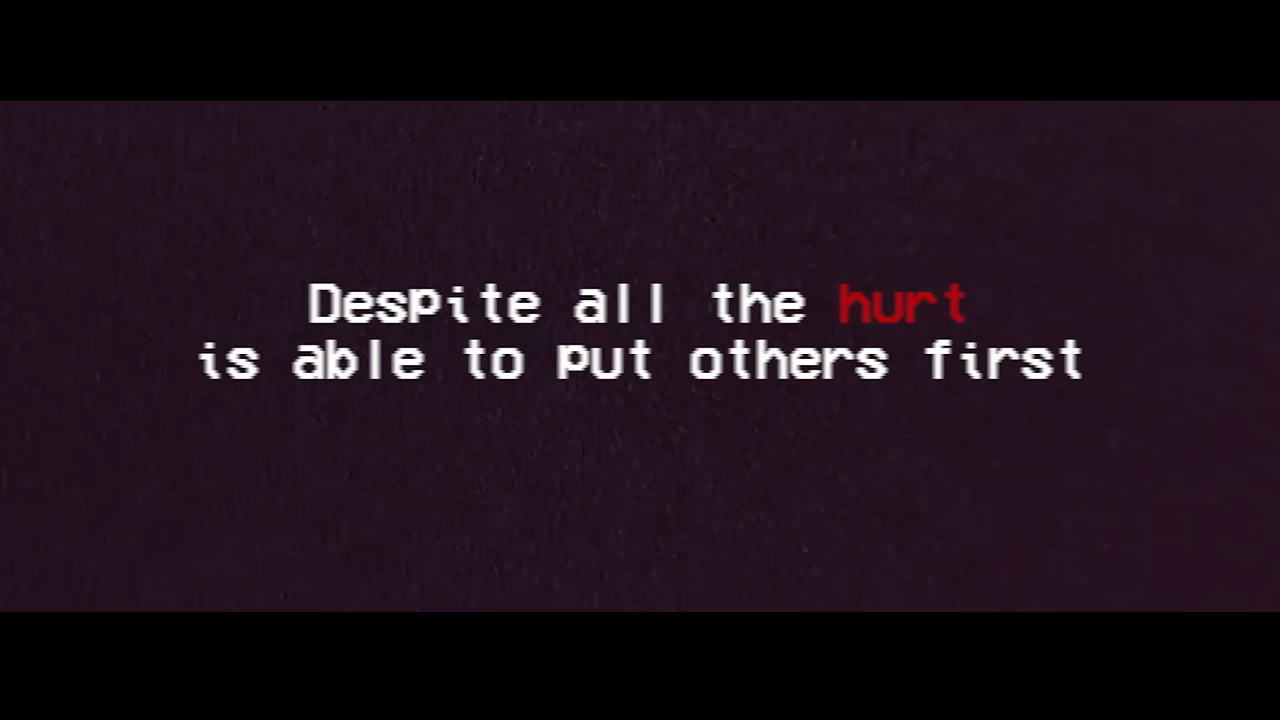 Despite all the hurt
is able to put others first